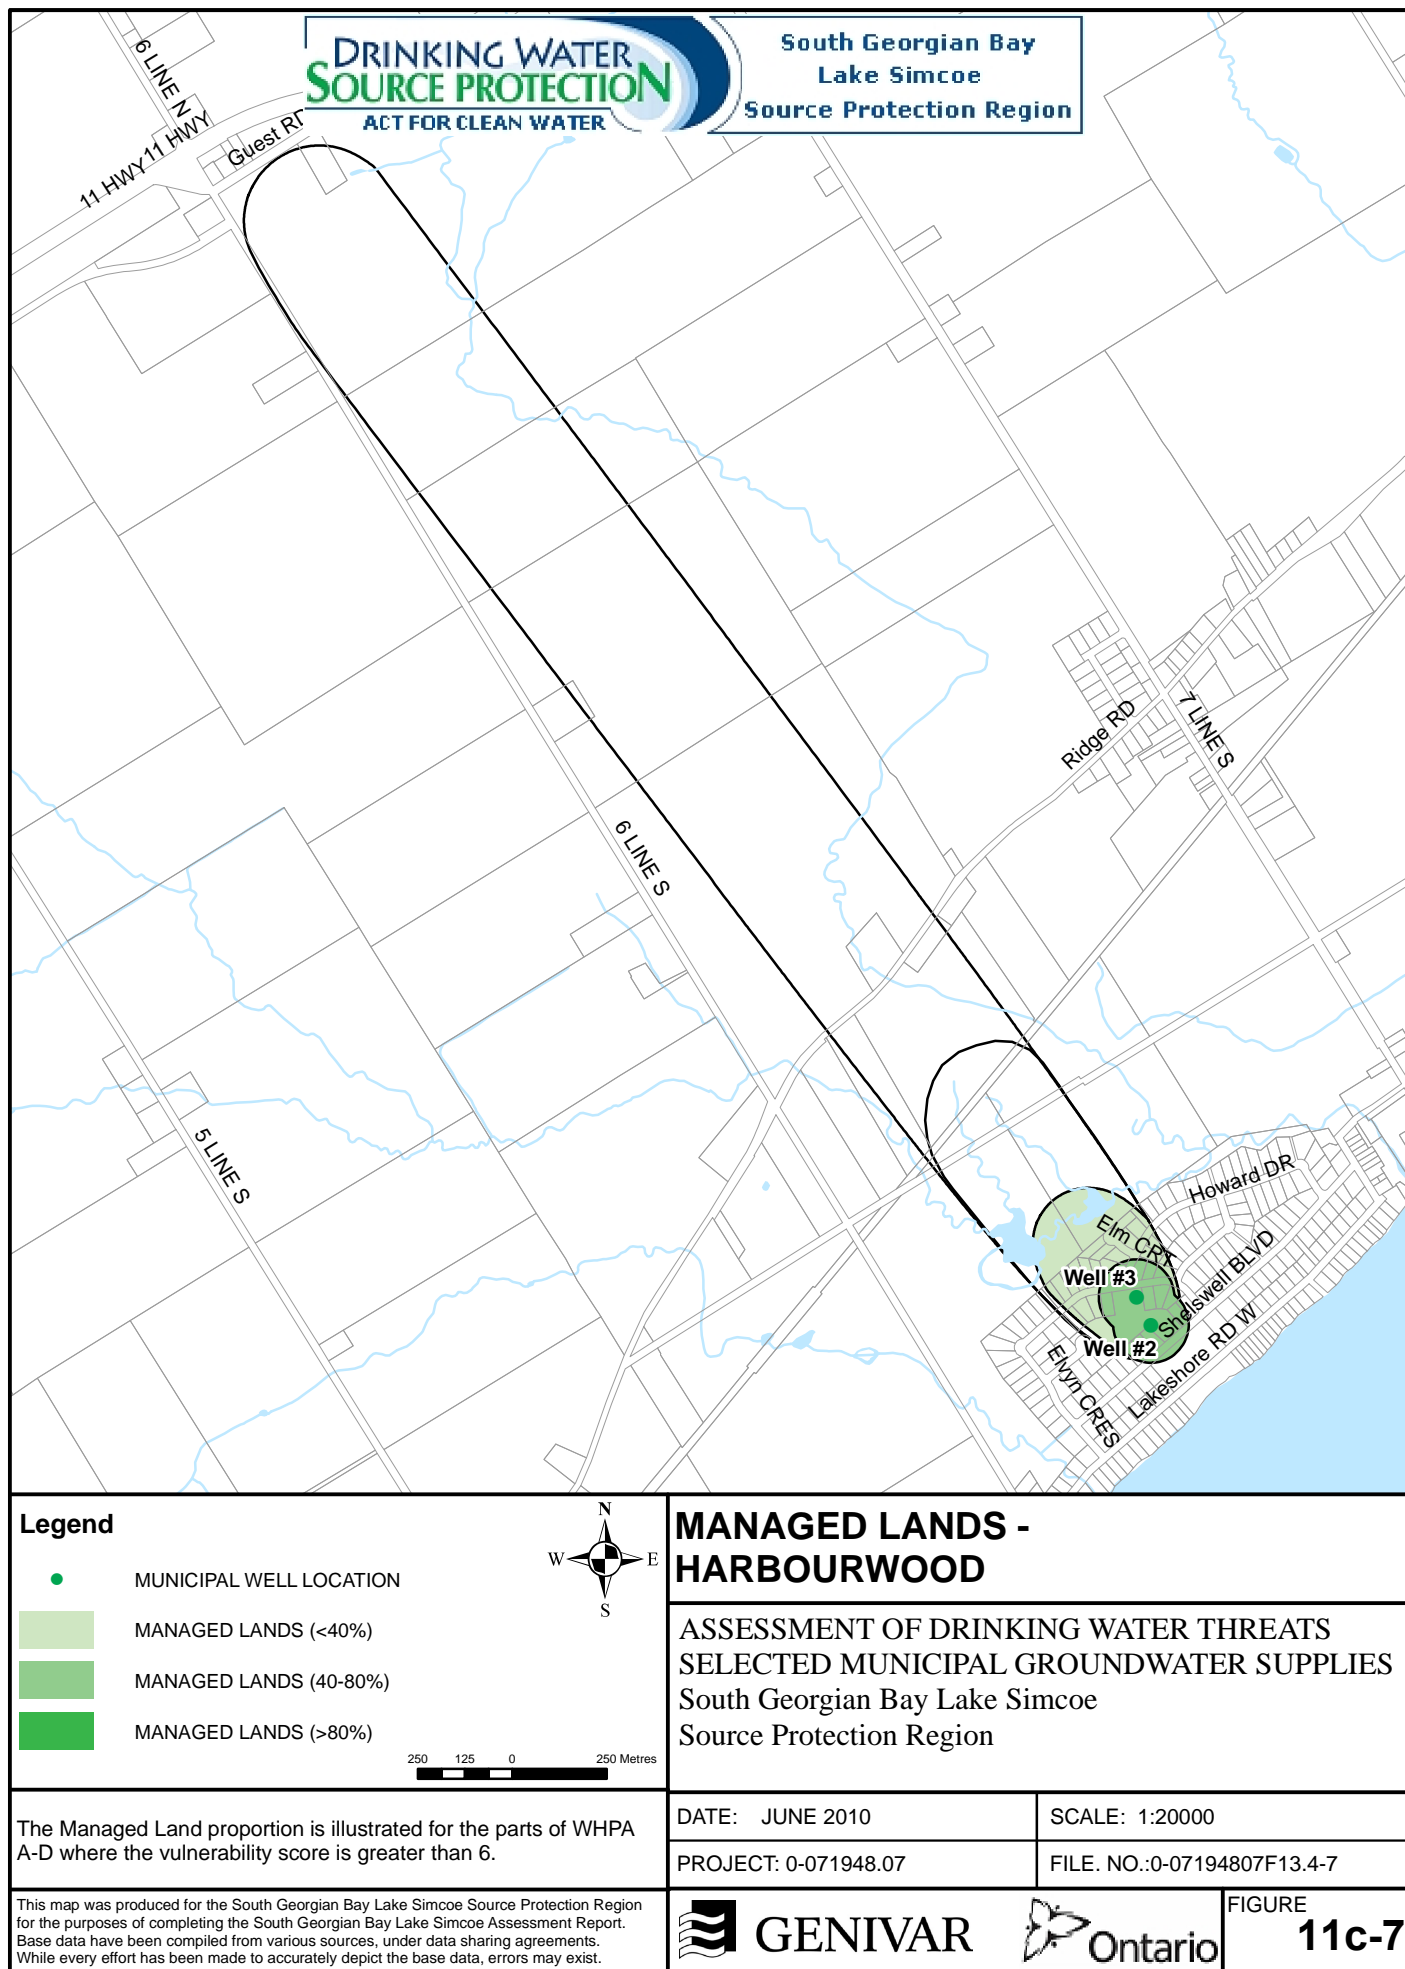 DRINKING WATER
SOURCE PROTECTION
ACT FOR CLEAN WATER
South Georgian Bay
Lake Simcoe
Source Protection Region
6 LINE N
11 HWY
11 HWY
Guest RD
Ridge RD
7 LINE S
6 LINE S
5 LINE S
Howard DR
Elm CRT
Well #3
Shelswell BLVD
Well #2
Lakeshore RD W
Elvyn CRES
Legend
N
W
E
S
MUNICIPAL WELL LOCATION
MANAGED LANDS (<40%)
MANAGED LANDS (40-80%)
MANAGED LANDS (>80%)
250 125 0 250 Metres
The Managed Land proportion is illustrated for the parts of WHPA
A-D where the vulnerability score is greater than 6.
This map was produced for the South Georgian Bay Lake Simcoe Source Protection Region
for the purposes of completing the South Georgian Bay Lake Simcoe Assessment Report.
Base data have been compiled from various sources, under data sharing agreements.
While every effort has been made to accurately depict the base data, errors may exist.
MANAGED LANDS -
HARBOURWOOD
ASSESSMENT OF DRINKING WATER THREATS
SELECTED MUNICIPAL GROUNDWATER SUPPLIES
South Georgian Bay Lake Simcoe
Source Protection Region
DATE: JUNE 2010
SCALE: 1:20000
PROJECT: 0-071948.07
FILE. NO.:0-07194807F13.4-7
GENIVAR
Ontario
FIGURE
11c-7